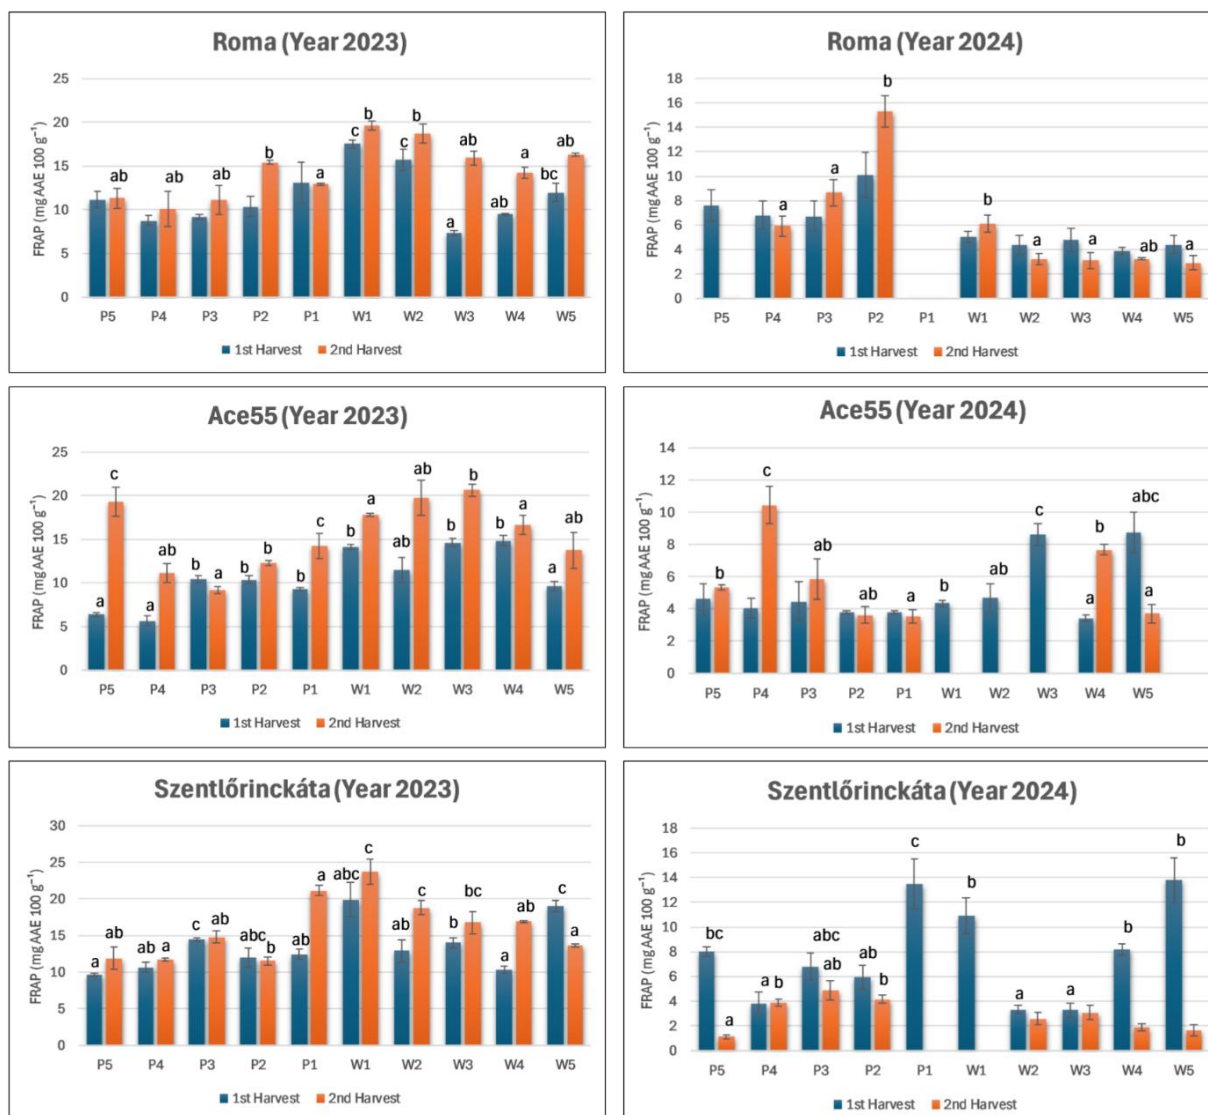 Roma (Year 2023)
FRAP (mg AAE 100 g⁻¹)
25
20
15
10
5
0
ab ab ab b a c b c b a ab ab a bc ab
P5 P4 P3 P2 P1 W1 W2 W3 W4 W5
1st Harvest 2nd Harvest
Roma (Year 2024)
FRAP (mg AAE 100 g⁻¹)
18
16
14
12
10
8
6
4
2
0
a a b b a a ab a
P5 P4 P3 P2 P1 W1 W2 W3 W4 W5
1st Harvest 2nd Harvest
Ace55 (Year 2023)
FRAP (mg AAE 100 g⁻¹)
25
20
15
10
5
0
a c a ab b a b b b c b a ab ab b b b a a ab
P5 P4 P3 P2 P1 W1 W2 W3 W4 W5
1st Harvest 2nd Harvest
Ace55 (Year 2024)
FRAP (mg AAE 100 g⁻¹)
14
12
10
8
6
4
2
0
b c ab ab a b c a b abc a
P5 P4 P3 P2 P1 W1 W2 W3 W4 W5
1st Harvest 2nd Harvest
Szentlőrinckáta (Year 2023)
FRAP (mg AAE 100 g⁻¹)
30
25
20
15
10
5
0
a ab ab a c ab abc b ab a abc c ab c b bc a ab c a
P5 P4 P3 P2 P1 W1 W2 W3 W4 W5
1st Harvest 2nd Harvest
Szentlőrinckáta (Year 2024)
FRAP (mg AAE 100 g⁻¹)
18
16
14
12
10
8
6
4
2
0
bc a a b abc ab ab b c b a a b b
P5 P4 P3 P2 P1 W1 W2 W3 W4 W5
1st Harvest 2nd Harvest